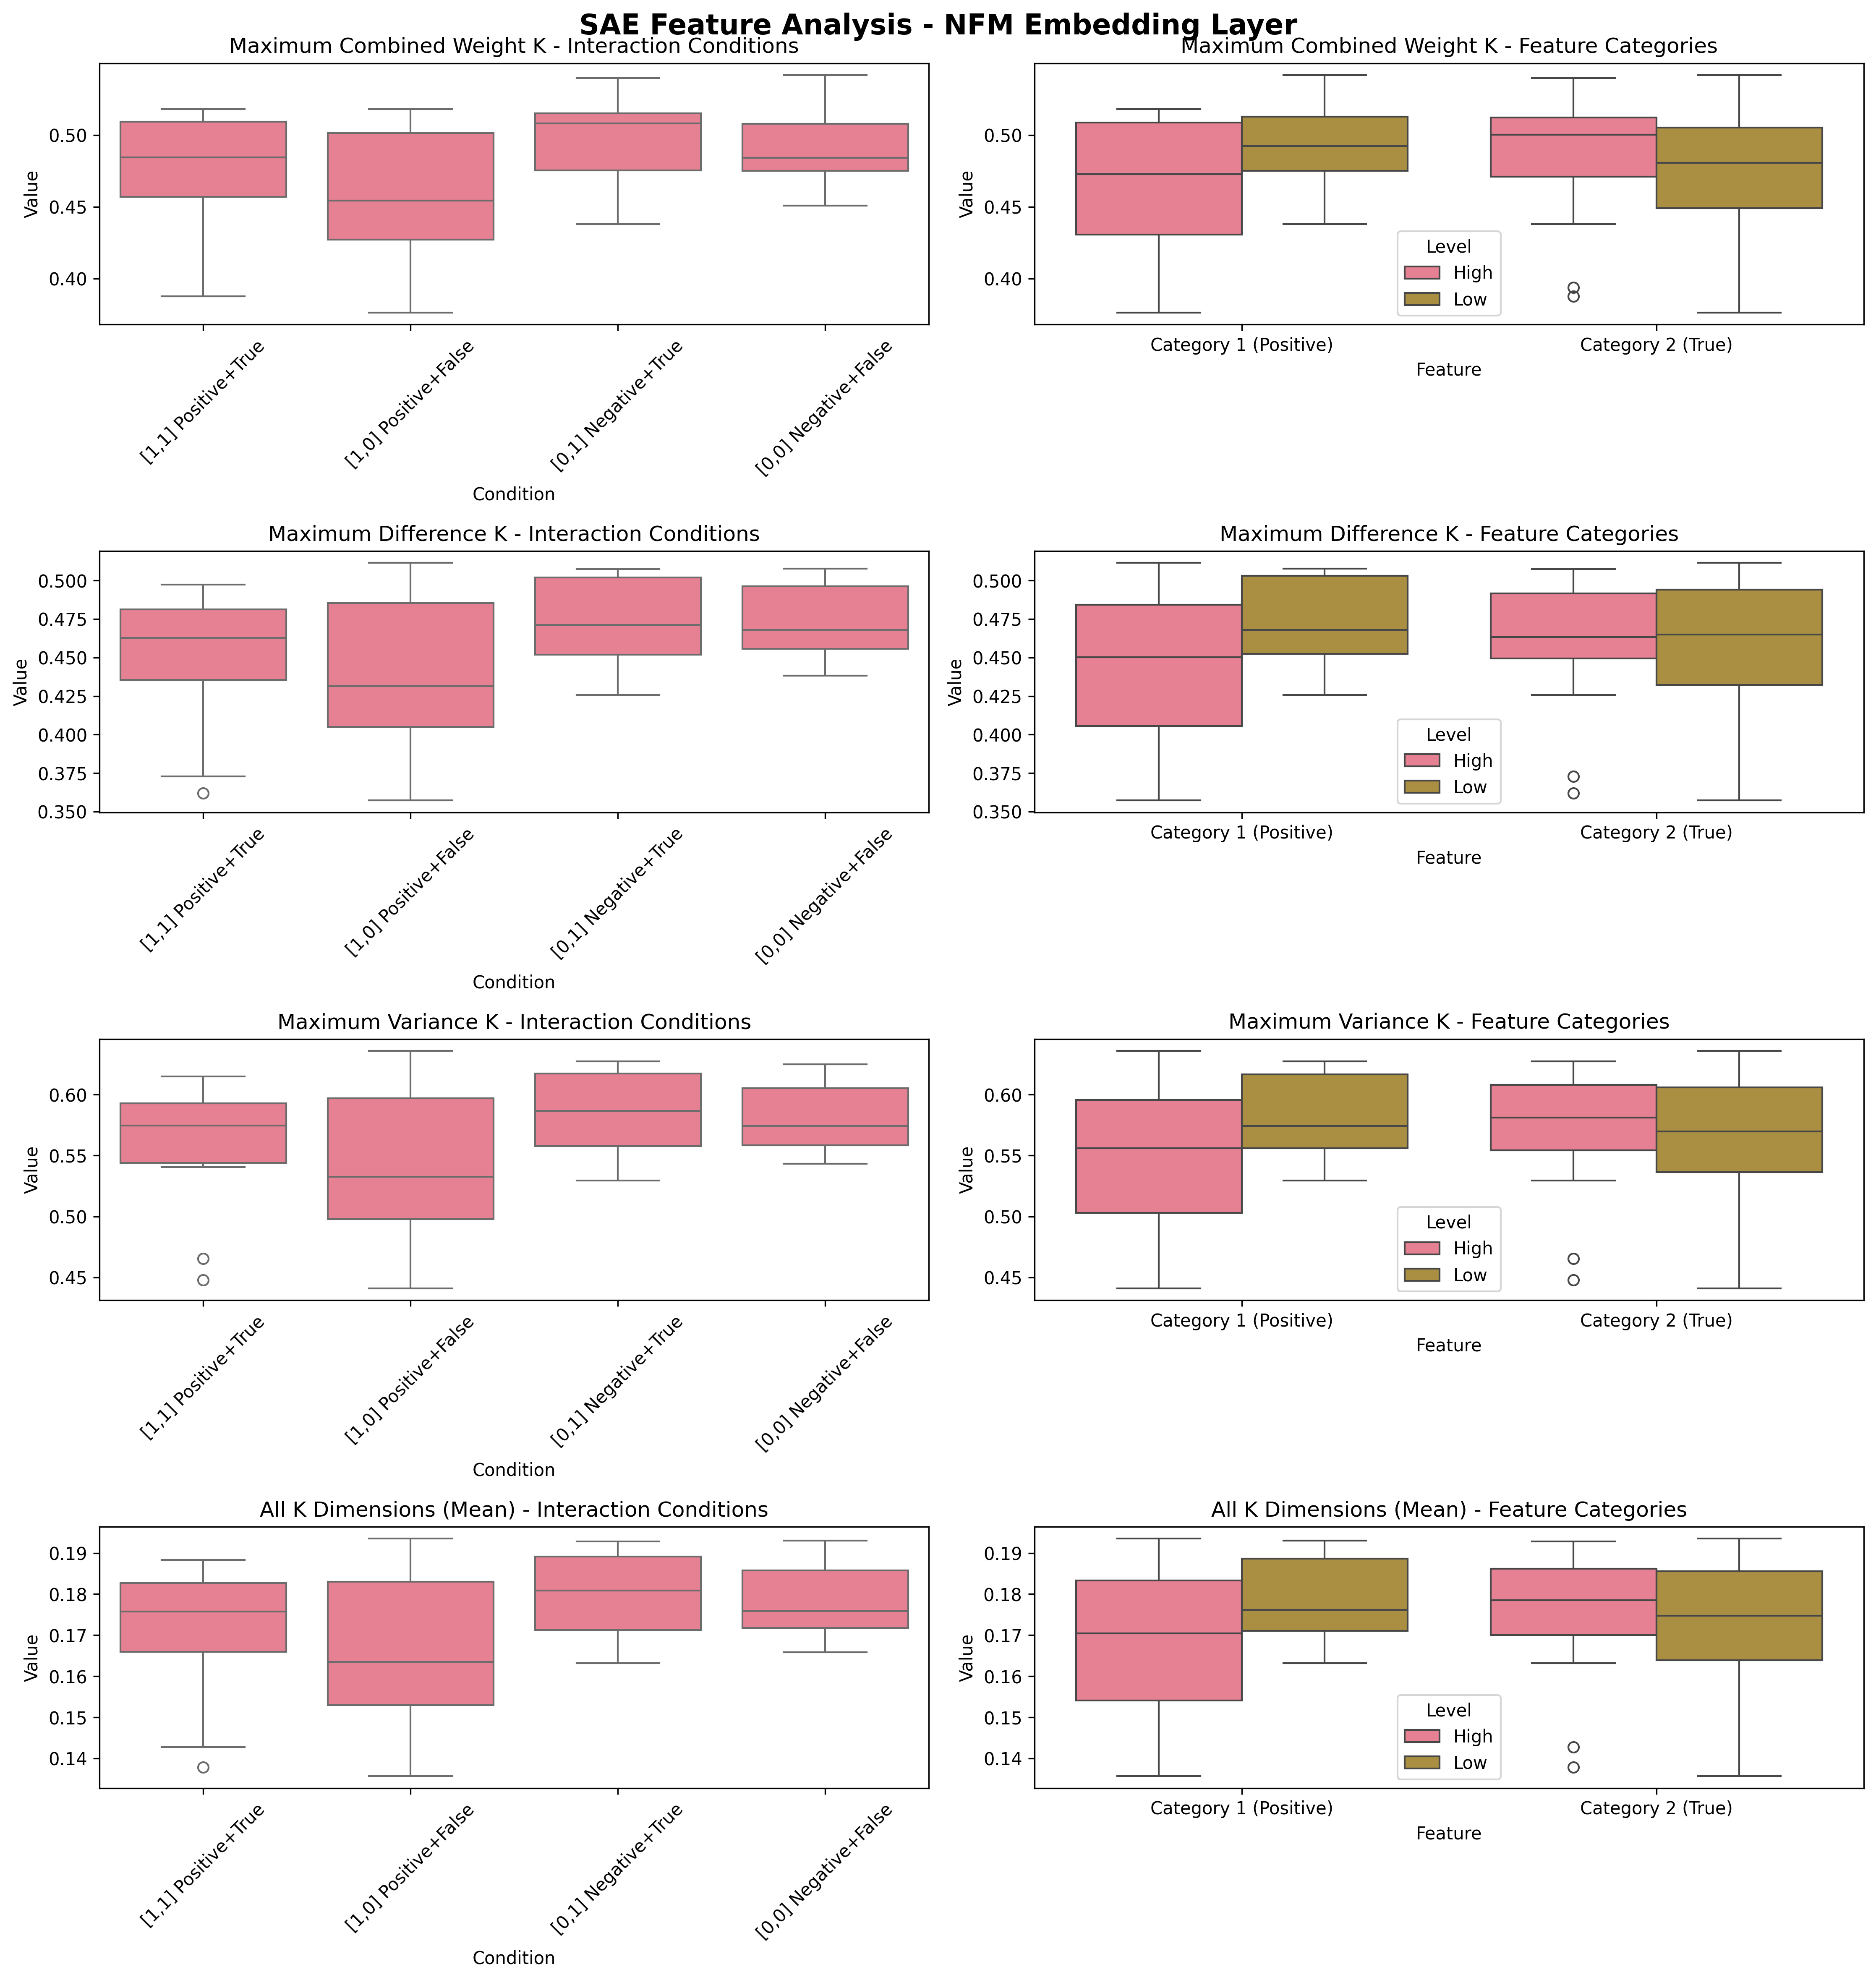 SAE Feature Analysis - NFM Embedding Layer
Maximum Combined Weight K - Interaction Conditions
Value
0.50
0.45
0.40
[1,1] Positive+True
[1,0] Positive+False
[0,1] Negative+True
[0,0] Negative+False
Condition
Maximum Combined Weight K - Feature Categories
Value
0.50
0.45
0.40
Level
High
Low
Category 1 (Positive)
Category 2 (True)
Feature
Maximum Difference K - Interaction Conditions
Value
0.500
0.475
0.450
0.425
0.400
0.375
0.350
[1,1] Positive+True
[1,0] Positive+False
[0,1] Negative+True
[0,0] Negative+False
Condition
Maximum Difference K - Feature Categories
Value
0.500
0.475
0.450
0.425
0.400
0.375
0.350
Level
High
Low
Category 1 (Positive)
Category 2 (True)
Feature
Maximum Variance K - Interaction Conditions
Value
0.60
0.55
0.50
0.45
[1,1] Positive+True
[1,0] Positive+False
[0,1] Negative+True
[0,0] Negative+False
Condition
Maximum Variance K - Feature Categories
Value
0.60
0.55
0.50
0.45
Level
High
Low
Category 1 (Positive)
Category 2 (True)
Feature
All K Dimensions (Mean) - Interaction Conditions
Value
0.19
0.18
0.17
0.16
0.15
0.14
[1,1] Positive+True
[1,0] Positive+False
[0,1] Negative+True
[0,0] Negative+False
Condition
All K Dimensions (Mean) - Feature Categories
Value
0.19
0.18
0.17
0.16
0.15
0.14
Level
High
Low
Category 1 (Positive)
Category 2 (True)
Feature